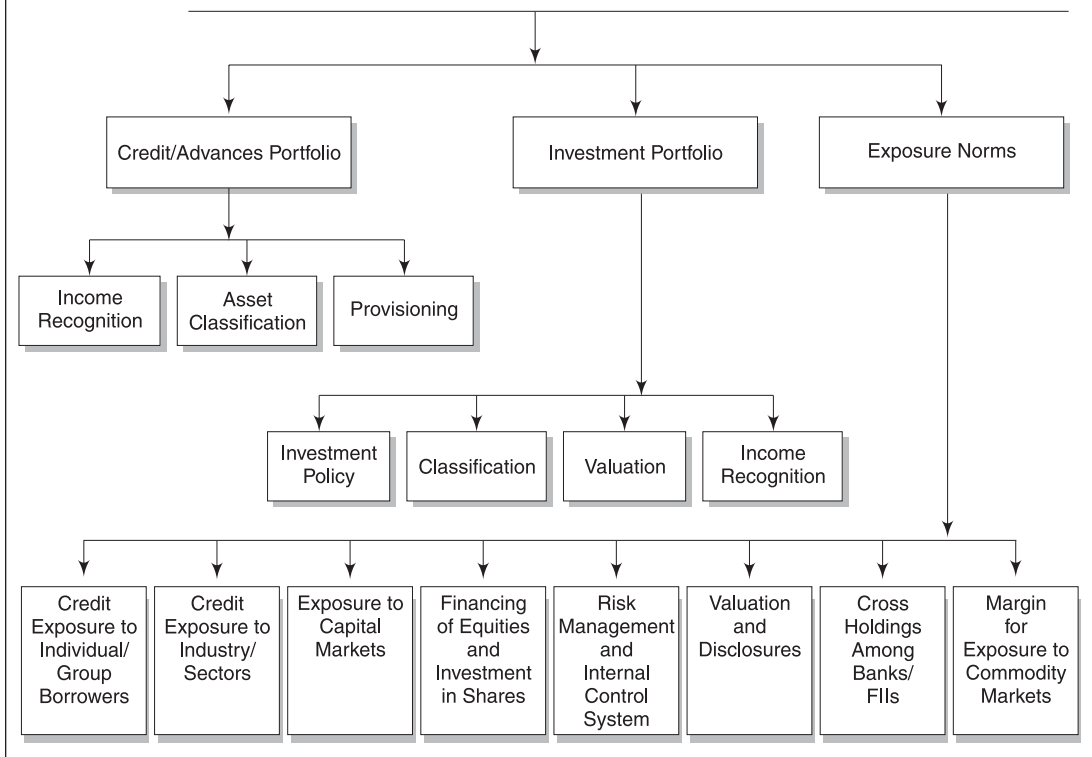 Credit/Advances Portfolio
Investment Portfolio
Exposure Norms
Income
Recognition
Asset
Classification
Provisioning
Investment
Policy
Classification
Valuation
Income
Recognition
Credit
Exposure to
Individual/
Group
Borrowers
Credit
Exposure to
Industry/
Sectors
Exposure to
Capital
Markets
Financing
of Equities
and
Investment
in Shares
Risk
Management
and
Internal
Control
System
Valuation
and
Disclosures
Cross
Holdings
Among
Banks/
FIIs
Margin
for
Exposure to
Commodity
Markets